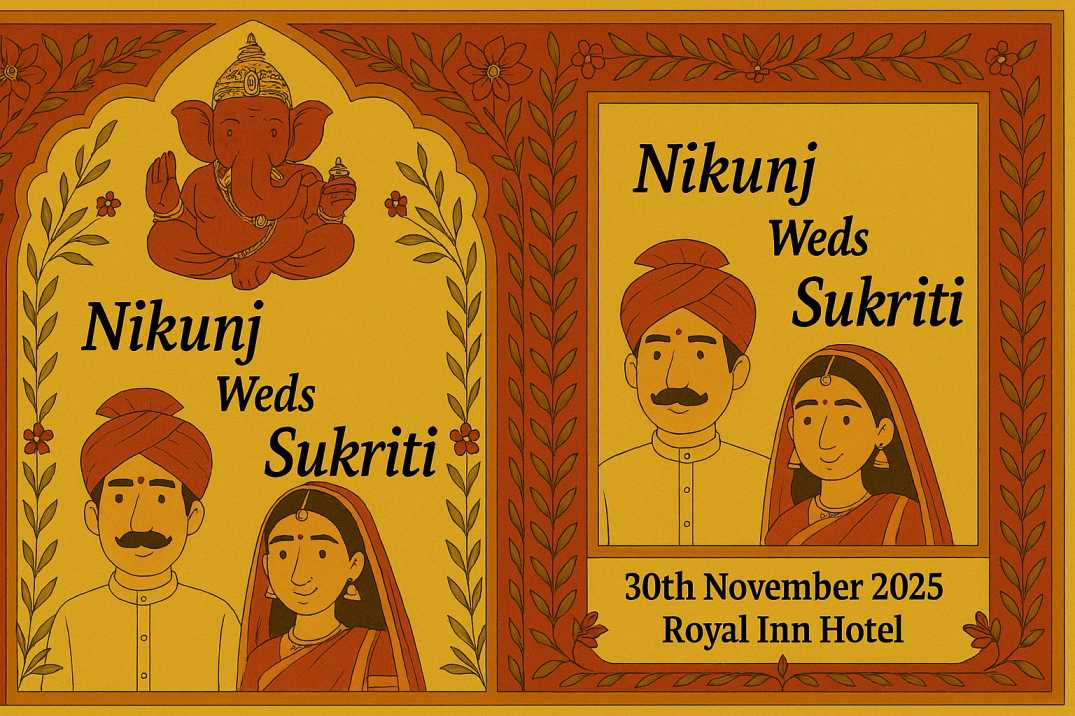 Nikunj
Weds
Sukriti
Nikunj
Weds
Sukriti
30th November 2025
Royal Inn Hotel